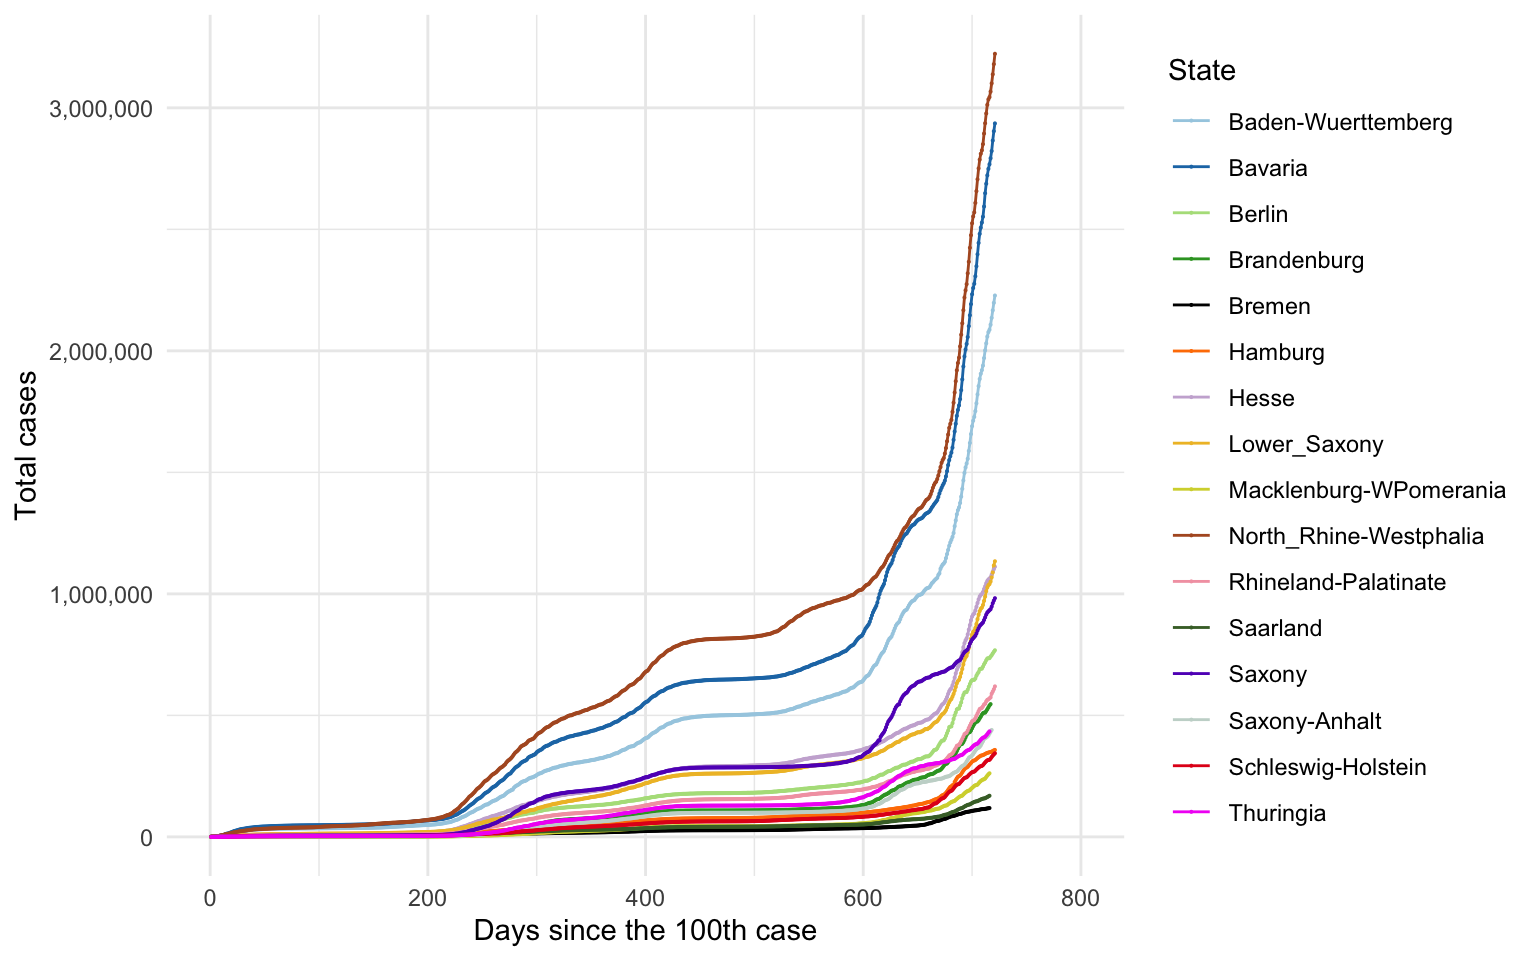 3,000,000
2,000,000
1,000,000
0
Total cases
0 200 400 600 800
Days since the 100th case
State
Baden-Wuerttemberg
Bavaria
Berlin
Brandenburg
Bremen
Hamburg
Hesse
Lower_Saxony
Macklenburg-WPomerania
North_Rhine-Westphalia
Rhineland-Palatinate
Saarland
Saxony
Saxony-Anhalt
Schleswig-Holstein
Thuringia